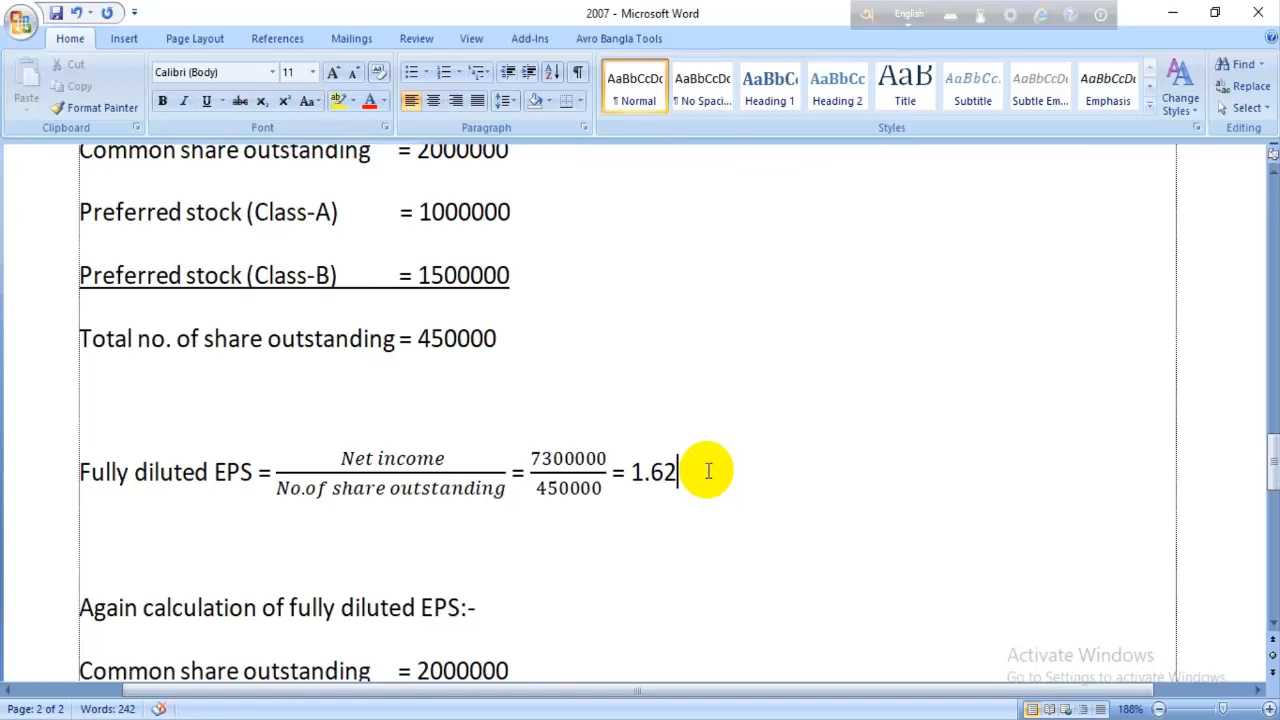 2007 - Microsoft Word
English
Home Insert Page Layout References Mailings Review View Add-Ins Avro Bangla Tools
Paste
Cut
Copy
Format Painter
Clipboard
Calibri (Body) 11
Font
Paragraph
AaBbCcDc AaBbCcDc AaBbCc AaBbCc AaB AaBbCc. AaBbCcDc AaBbCcDc
¶ Normal ¶ No Spaci... Heading 1 Heading 2 Title Subtitle Subtle Em... Emphasis
Change
Styles
Styles
Find
Replace
Select
Editing
Common share outstanding = 2000000
Preferred stock (Class-A) = 1000000
Preferred stock (Class-B) = 1500000
Total no. of share outstanding = 450000
Fully diluted EPS = Net income / No.of share outstanding = 7300000 / 450000 = 1.62
Again calculation of fully diluted EPS:-
Common share outstanding = 2000000
Activate Windows
Go to Settings to activate Windows.
Page: 2 of 2 Words: 242 188%